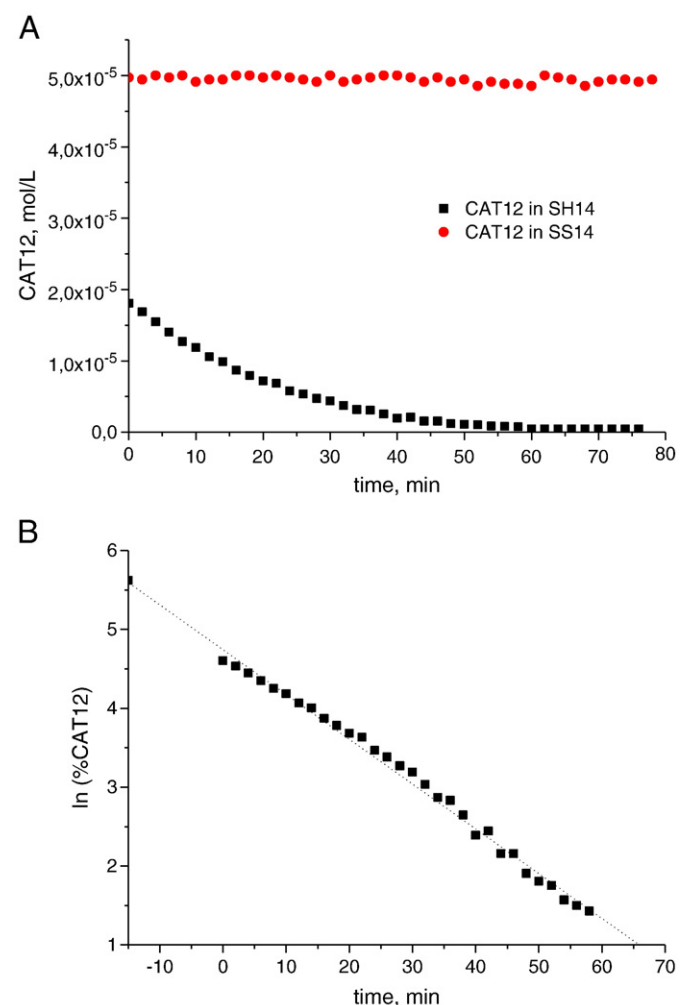 A
5,0x10-5
4,0x10-5
3,0x10-5
2,0x10-5
1,0x10-5
0,0
CAT12, mol/L
CAT12 in SH14
CAT12 in SS14
0 10 20 30 40 50 60 70 80
time, min
B
6
5
4
3
2
1
ln (%CAT12)
-10 0 10 20 30 40 50 60 70
time, min